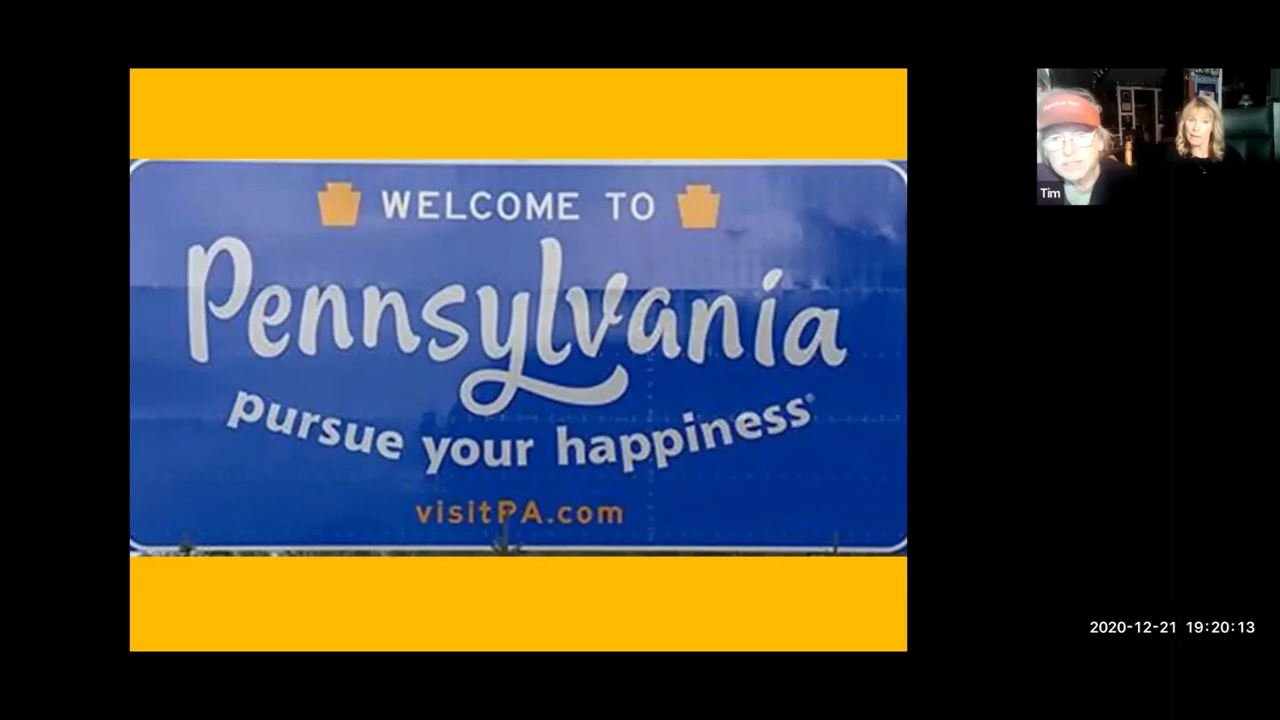 WELCOME TO
Pennsylvania
pursue your happiness®
visitPA.com
Tim
2020-12-21 19:20:13